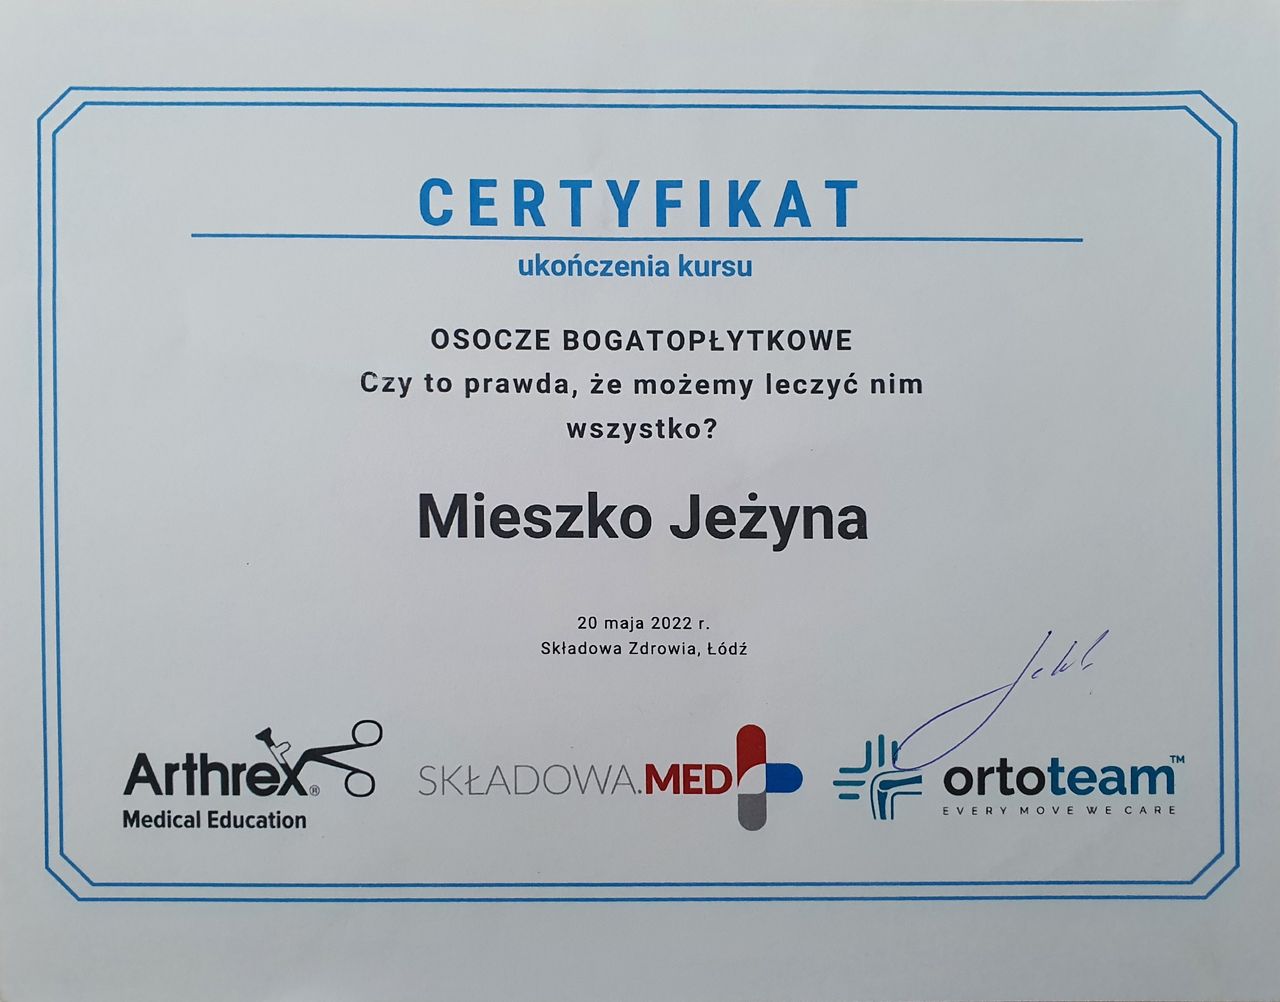 CERTYFIKAT
ukończenia kursu
OSOCZE BOGATOPŁYTKOWE
Czy to prawda, że możemy leczyć nim
wszystko?
Mieszko Jeżyna
20 maja 2022 r.
Składowa Zdrowia, Łódź
Arthrex®
Medical Education
SKŁADOWA.MED
ortoteam™
EVERY MOVE WE CARE